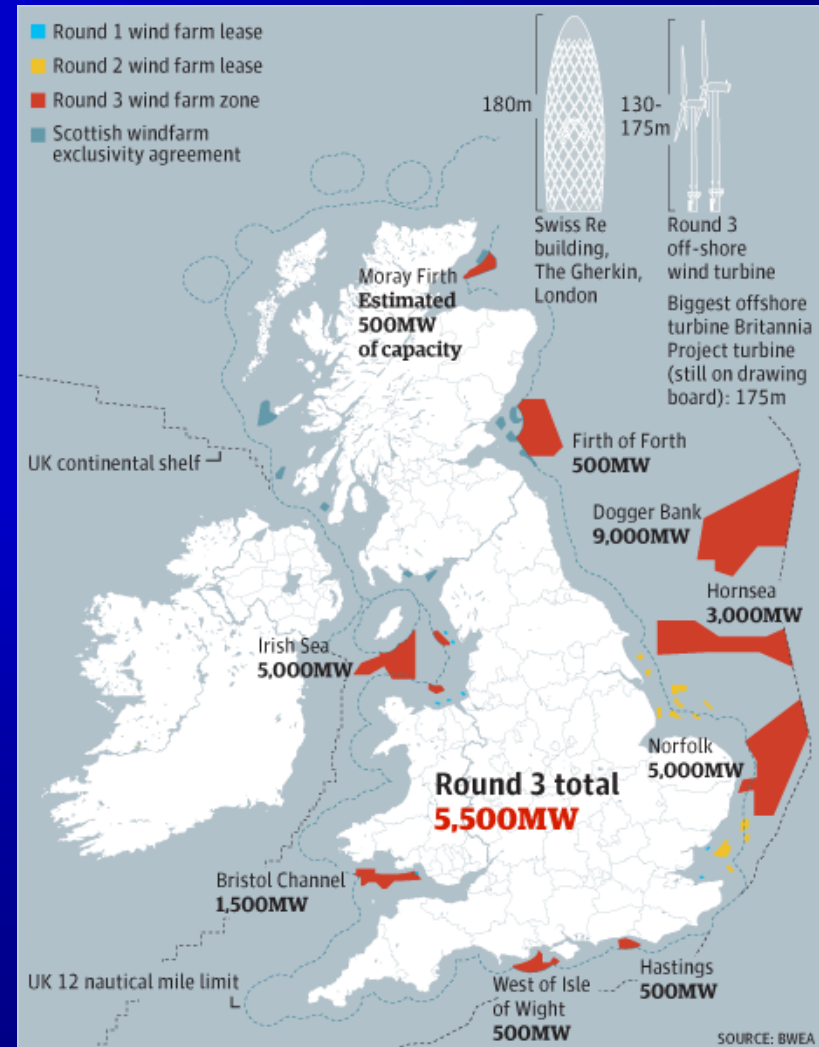 Round 1 wind farm lease
Round 2 wind farm lease
Round 3 wind farm zone
Scottish windfarm
exclusivity agreement
180m
130-
175m
Swiss Re
building,
The Gherkin,
London
Round 3
off-shore
wind turbine
Biggest offshore
turbine Britannia
Project turbine
(still on drawing
board): 175m
Moray Firth
Estimated
500MW
of capacity
UK continental shelf
Firth of Forth
500MW
Dogger Bank
9,000MW
Hornsea
3,000MW
Irish Sea
5,000MW
Norfolk
5,000MW
Round 3 total
5,500MW
Bristol Channel
1,500MW
UK 12 nautical mile limit
West of Isle
of Wight
500MW
Hastings
500MW
SOURCE: BWEA